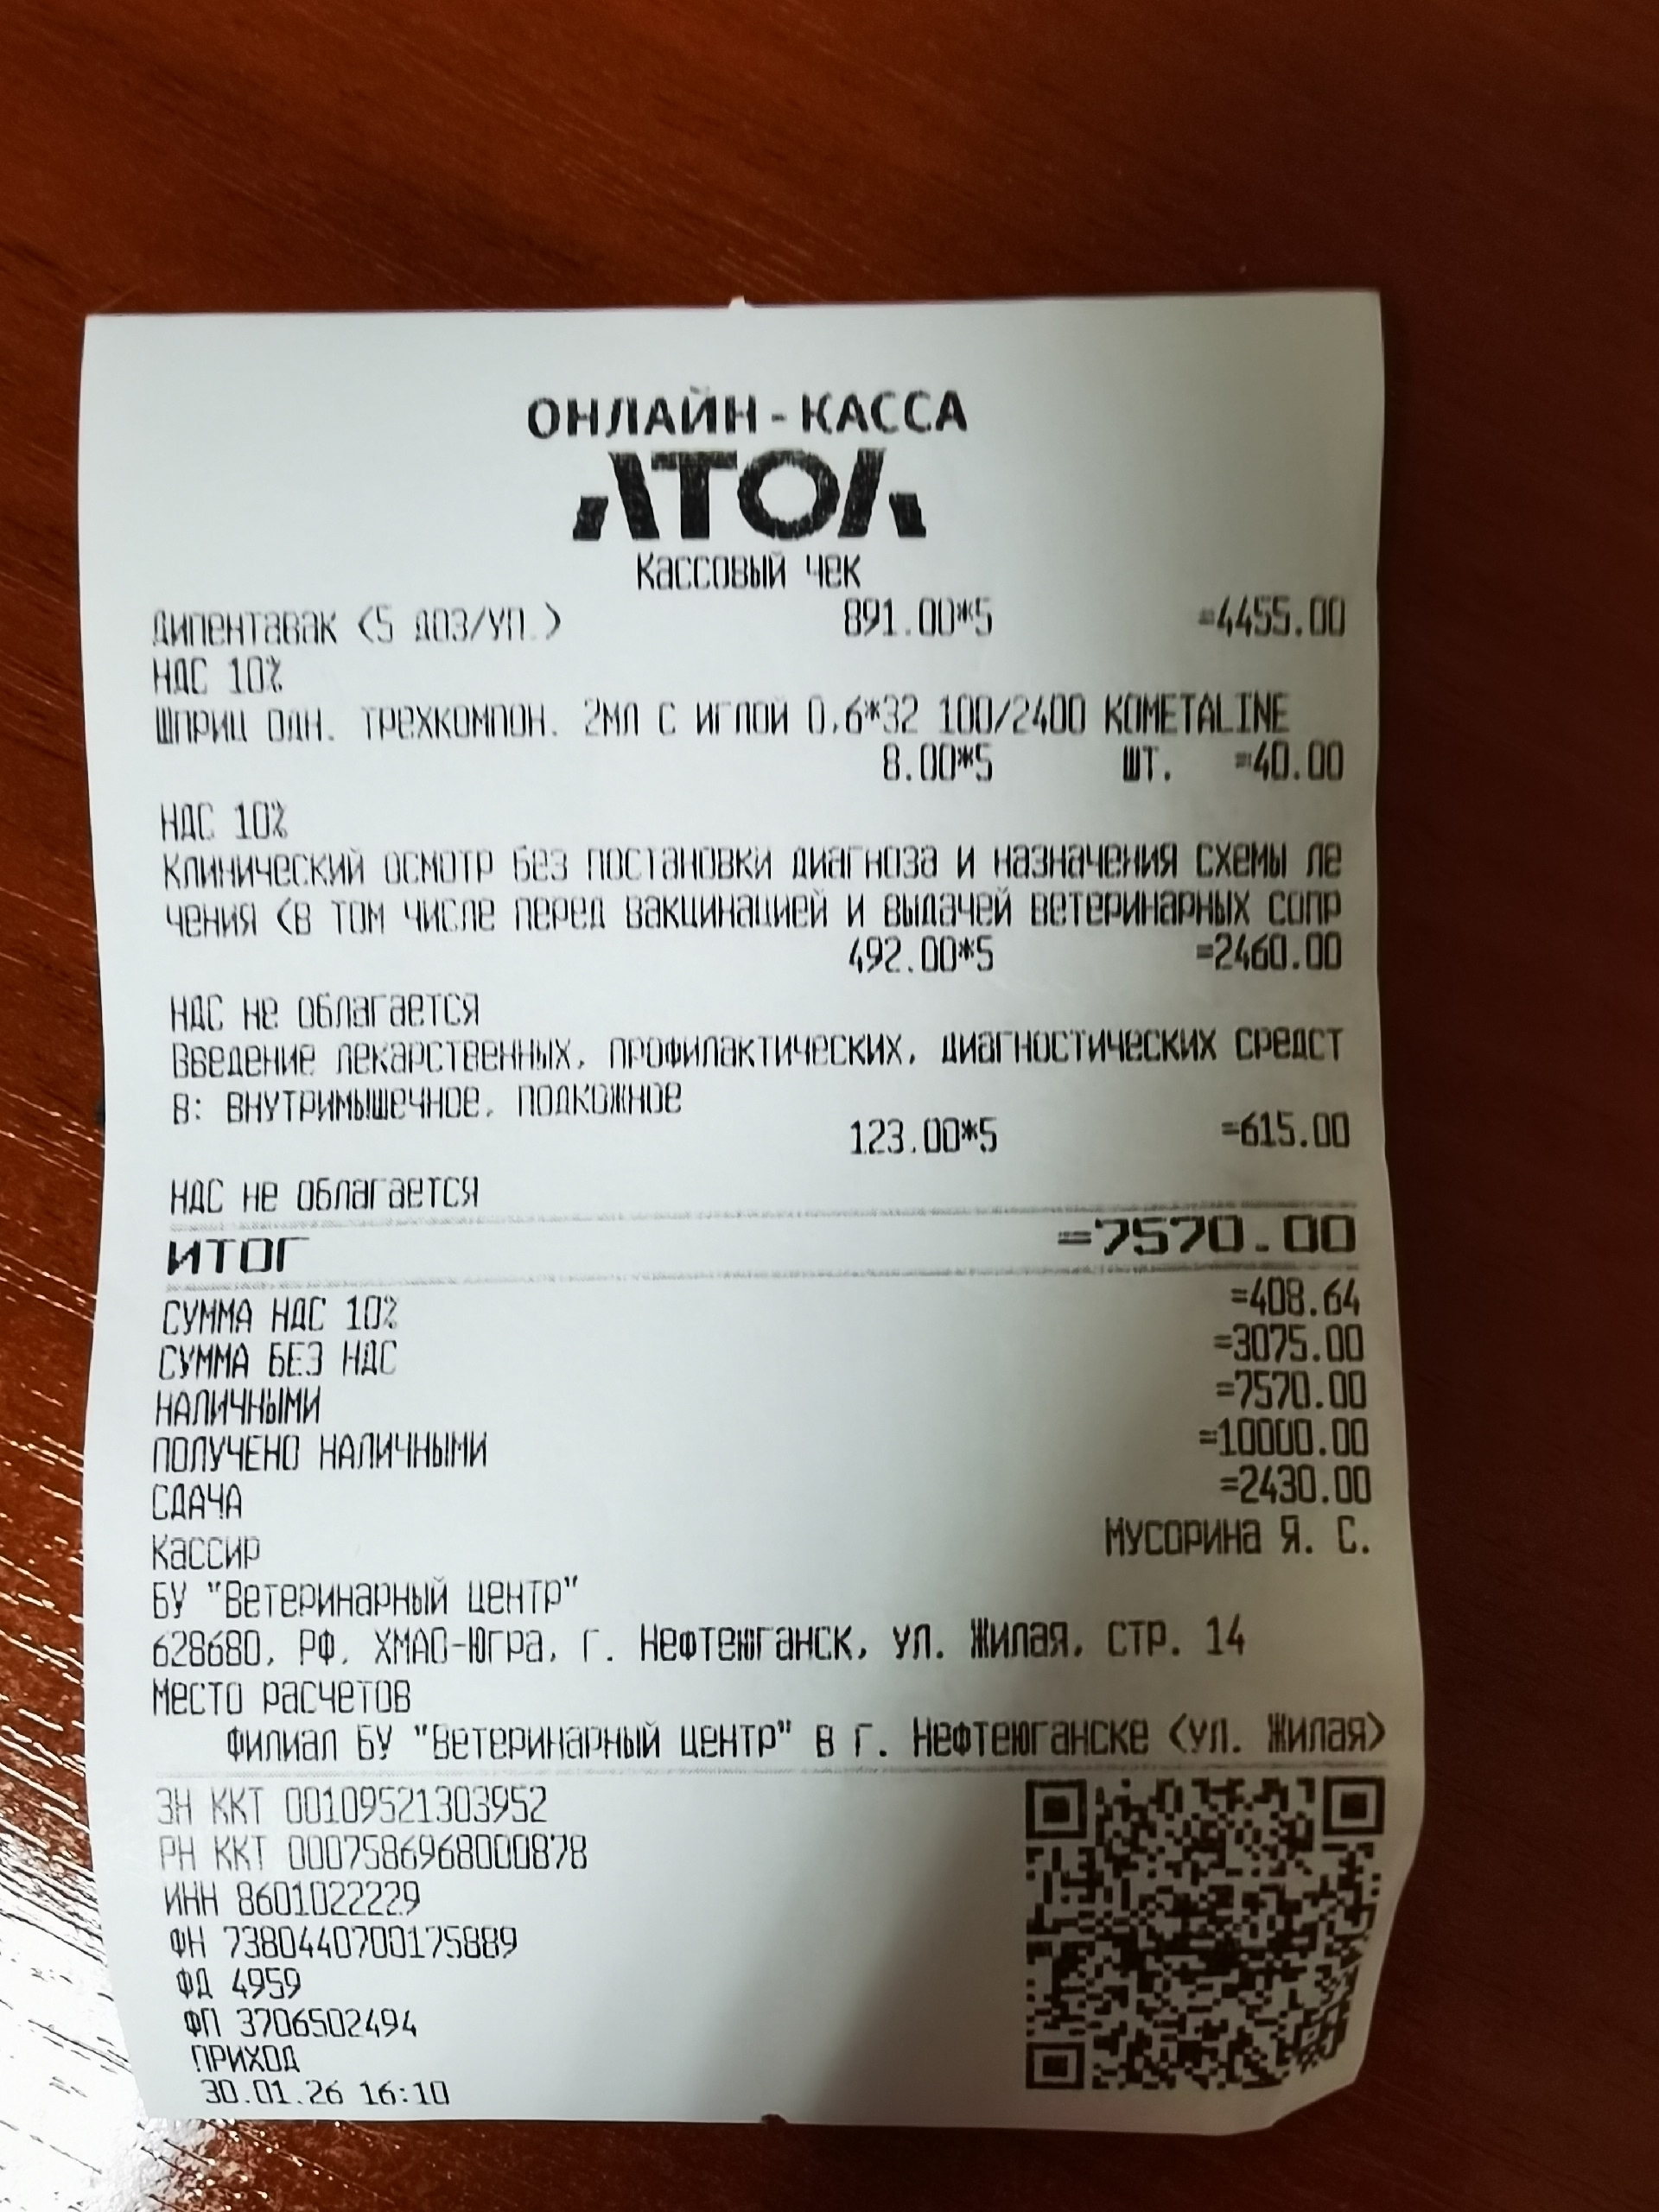 ОНЛАЙН-КАССА
АТОЛ
Кассовый чек
Дипентавак (5 доз/уп.) 891.00*5 =4455.00
НДС 10%
Шприц одн. трехкомпон. 2мл с иглой 0,6*32 100/2400 KOMETALINE
8.00*5 шт. =40.00
НДС 10%
Клинический осмотр без постановки диагноза и назначения схемы ле
чения (в том числе перед вакцинацией и выдачей ветеринарных сопр
492.00*5 =2460.00
НДС не облагается
Введение лекарственных, профилактических, диагностических средст
в: внутримышечное, подкожное
123.00*5 =615.00
НДС не облагается
ИТОГ =7570.00
СУММА НДС 10% =408.64
СУММА БЕЗ НДС =3075.00
НАЛИЧНЫМИ =7570.00
ПОЛУЧЕНО НАЛИЧНЫМИ =10000.00
СДАЧА =2430.00
Кассир Мусорина Я. С.
БУ "Ветеринарный центр"
628680, РФ, ХМАО-Югра, г. Нефтеюганск, ул. Жилая, стр. 14
Место расчетов
Филиал БУ "Ветеринарный центр" в г. Нефтеюганске (ул. Жилая)
ЗН ККТ 00109521303952
РН ККТ 0007586968000878
ИНН 8601022229
ФН 7380440700175889
ФД 4959
ФП 3706502494
ПРИХОД
30.01.26 16:10